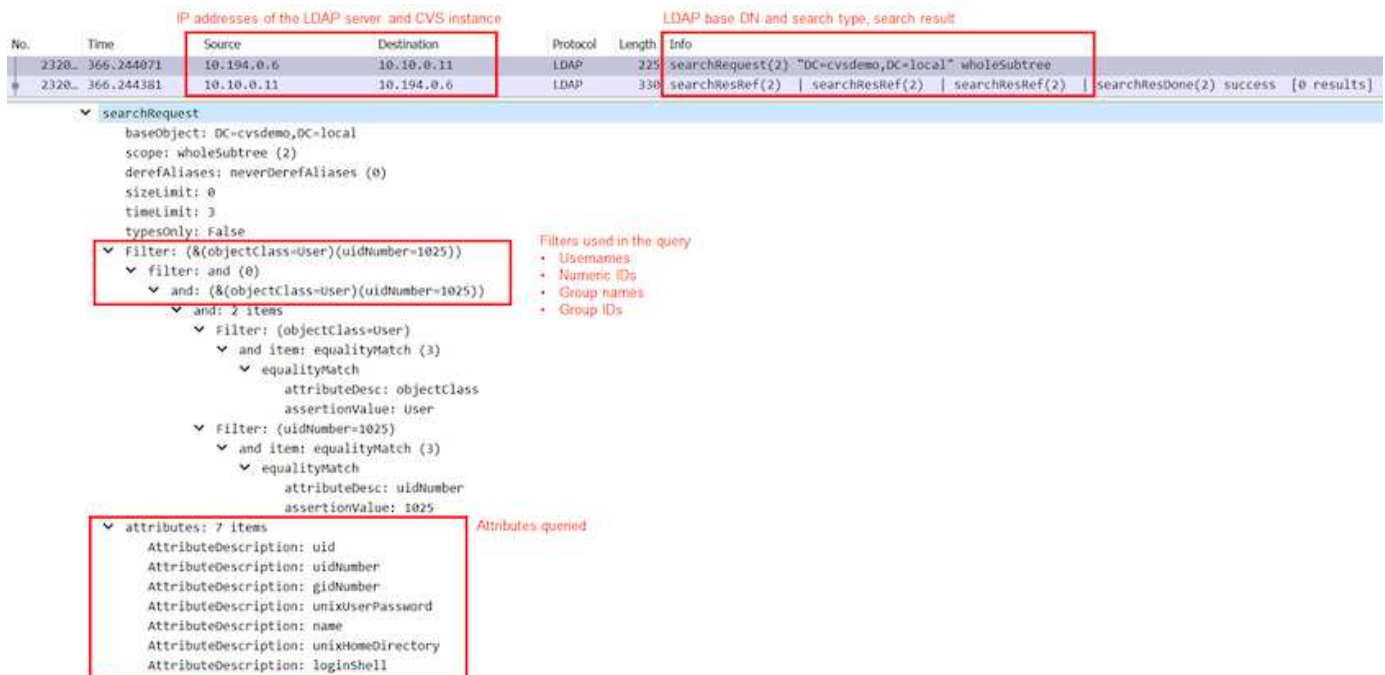 IP addresses of the LDAP server and CVS instance
LDAP base DN and search type, search result
No. Time Source Destination Protocol Length Info
2320… 366.244071 10.194.0.6 10.10.0.11 LDAP 225 searchRequest(2) "DC=cvsdemo,DC=local" wholeSubtree
2320… 366.244381 10.10.0.11 10.194.0.6 LDAP 330 searchResRef(2) | searchResRef(2) | searchResRef(2) | searchResDone(2) success [0 results]
searchRequest
baseObject: DC=cvsdemo,DC=local
scope: wholeSubtree (2)
derefAliases: neverDerefAliases (0)
sizeLimit: 0
timeLimit: 3
typesOnly: False
Filter: (&(objectClass=User)(uidNumber=1025))
filter: and (0)
and: (&(objectClass=User)(uidNumber=1025))
Filters used in the query
• Usernames
• Numeric IDs
• Group names
• Group IDs
and: 2 items
Filter: (objectClass=User)
and item: equalityMatch (3)
equalityMatch
attributeDesc: objectClass
assertionValue: User
Filter: (uidNumber=1025)
and item: equalityMatch (3)
equalityMatch
attributeDesc: uidNumber
assertionValue: 1025
attributes: 7 items
Attributes queried
AttributeDescription: uid
AttributeDescription: uidNumber
AttributeDescription: gidNumber
AttributeDescription: unixUserPassword
AttributeDescription: name
AttributeDescription: unixHomeDirectory
AttributeDescription: loginShell